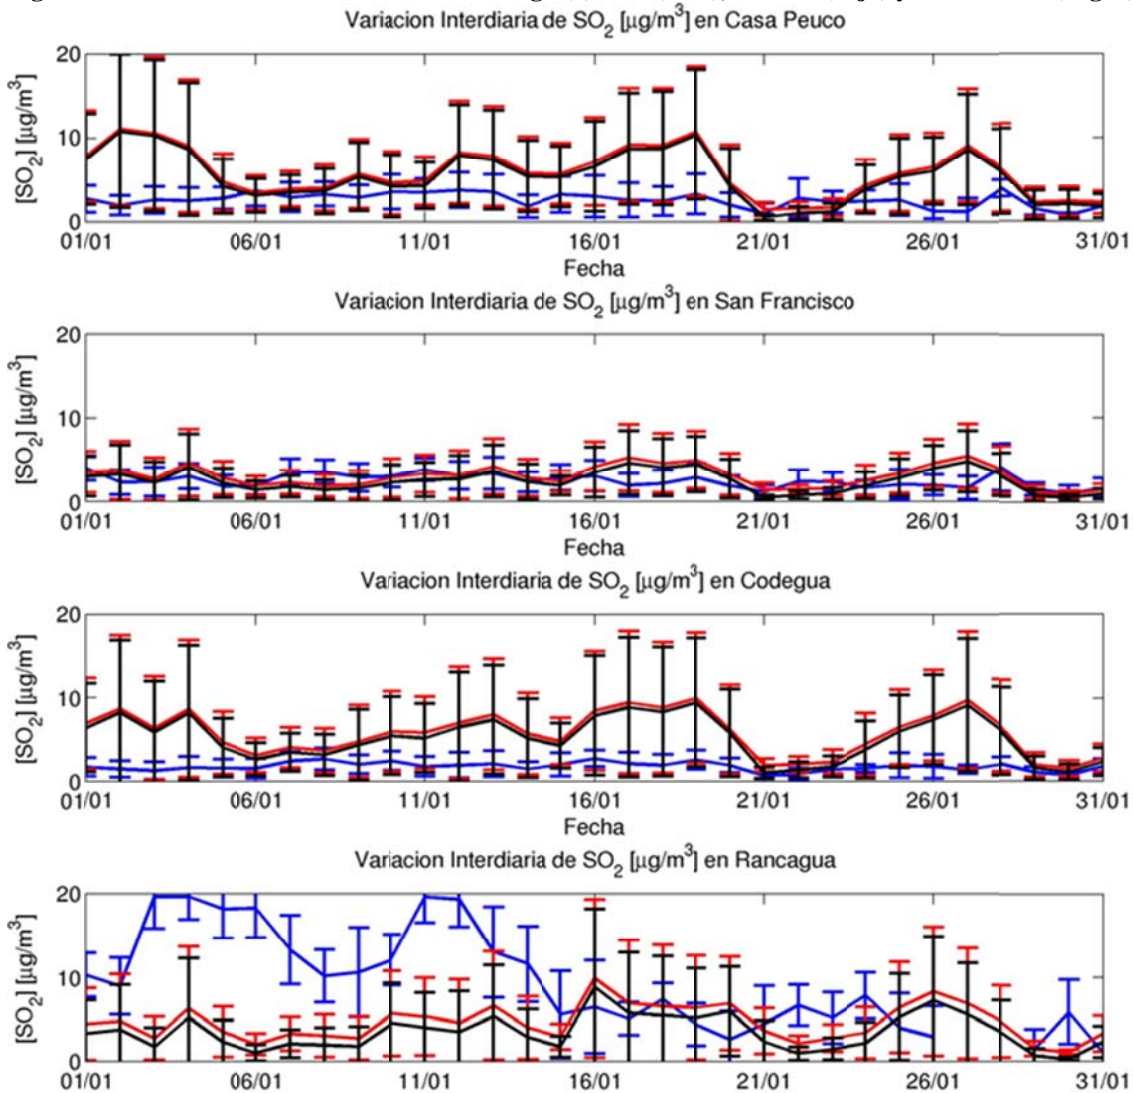 Variacion Interdiaria de SO2 [µg/m3] en Casa Peuco
[SO2] [µg/m3]
20
10
0
01/01 06/01 11/01 16/01 21/01 26/01 31/01
Fecha
Variacion Interdiaria de SO2 [µg/m3] en San Francisco
[SO2] [µg/m3]
20
10
0
01/01 06/01 11/01 16/01 21/01 26/01 31/01
Fecha
Variacion Interdiaria de SO2 [µg/m3] en Codegua
[SO2] [µg/m3]
20
10
0
01/01 06/01 11/01 16/01 21/01 26/01 31/01
Fecha
Variacion Interdiaria de SO2 [µg/m3] en Rancagua
[SO2] [µg/m3]
20
10
0
01/01 06/01 11/01 16/01 21/01 26/01 31/01